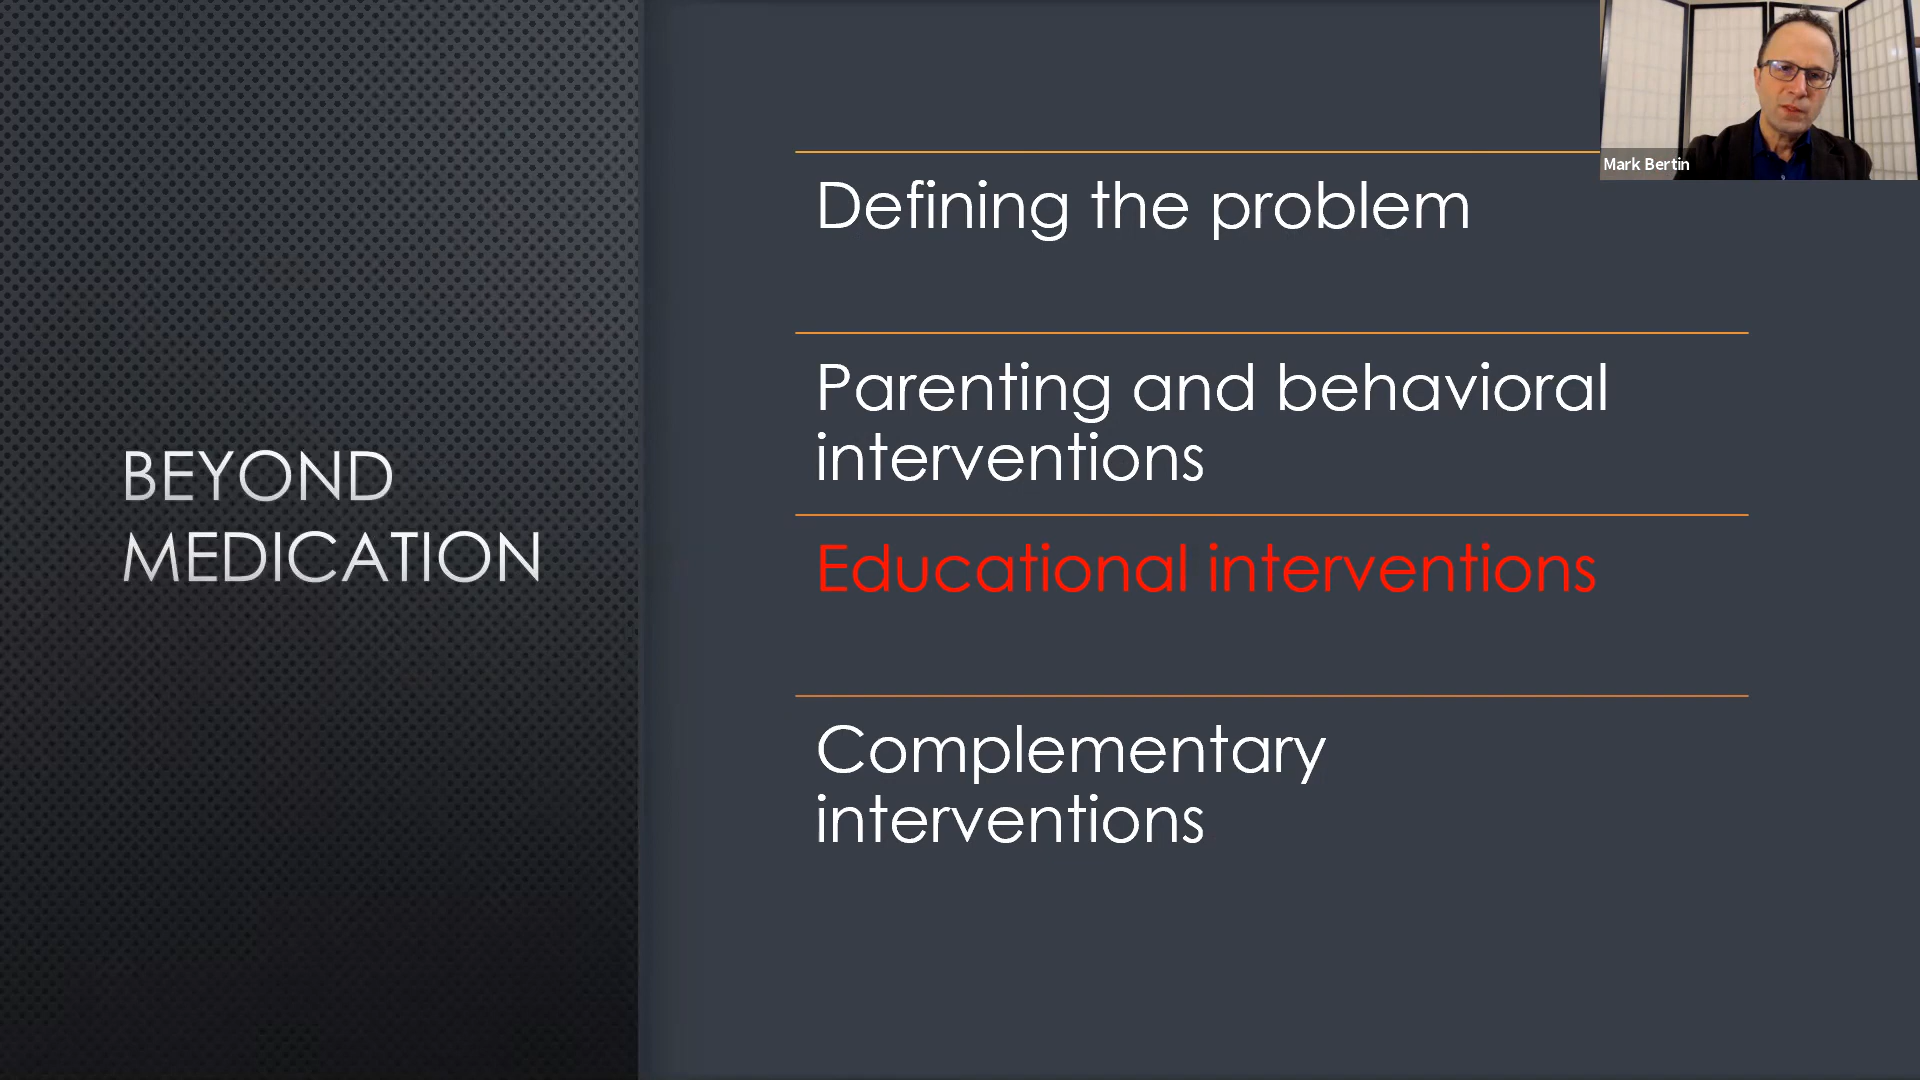 BEYOND
MEDICATION
Defining the problem
Parenting and behavioral
interventions
Educational interventions
Complementary
interventions
Mark Bertin